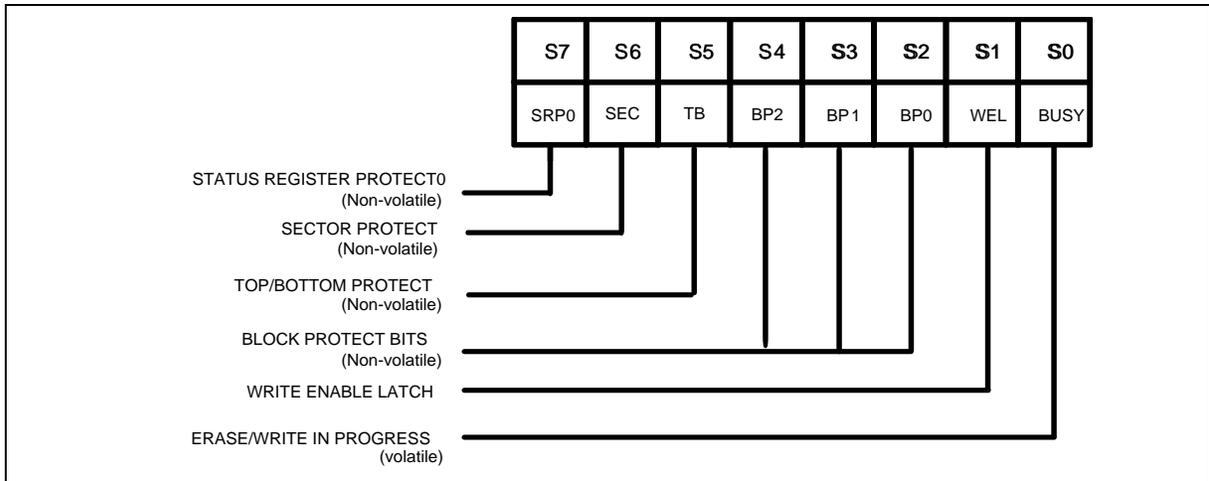 S7 S6 S5 S4 S3 S2 S1 S0
SRP0 SEC TB BP2 BP1 BP0 WEL BUSY
STATUS REGISTER PROTECT0
(Non-volatile)
SECTOR PROTECT
(Non-volatile)
TOP/BOTTOM PROTECT
(Non-volatile)
BLOCK PROTECT BITS
(Non-volatile)
WRITE ENABLE LATCH
ERASE/WRITE IN PROGRESS
(volatile)